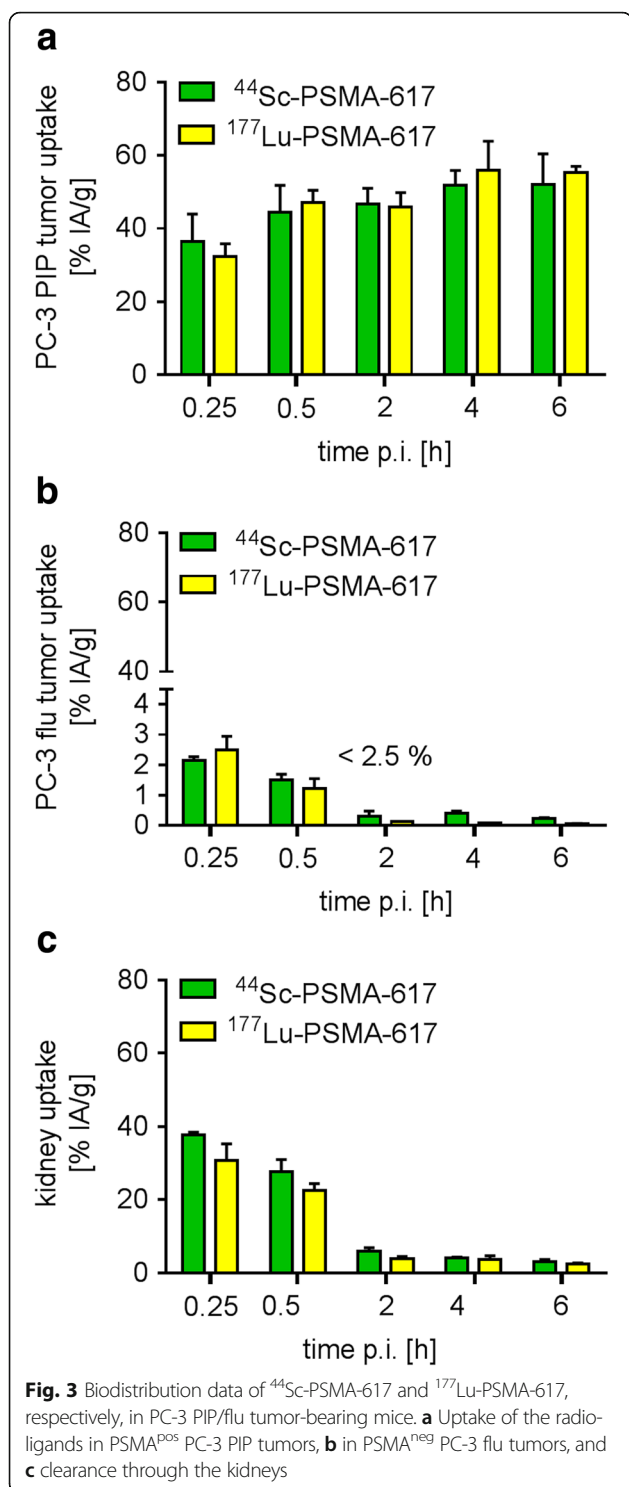 a
PC-3 PIP tumor uptake
[% IA/g]
80
60
40
20
0
⁴⁴Sc-PSMA-617
¹⁷⁷Lu-PSMA-617
0.25 0.5 2 4 6
time p.i. [h]
b
PC-3 flu tumor uptake
[% IA/g]
80
60
40
4
3
2
1
0
⁴⁴Sc-PSMA-617
¹⁷⁷Lu-PSMA-617
< 2.5 %
0.25 0.5 2 4 6
time p.i. [h]
c
kidney uptake
[% IA/g]
80
60
40
20
0
⁴⁴Sc-PSMA-617
¹⁷⁷Lu-PSMA-617
0.25 0.5 2 4 6
time p.i. [h]
Fig. 3 Biodistribution data of ⁴⁴Sc-PSMA-617 and ¹⁷⁷Lu-PSMA-617,
respectively, in PC-3 PIP/flu tumor-bearing mice. a Uptake of the radio-
ligands in PSMAᵖᵒˢ PC-3 PIP tumors, b in PSMAⁿᵉᵍ PC-3 flu tumors, and
c clearance through the kidneys